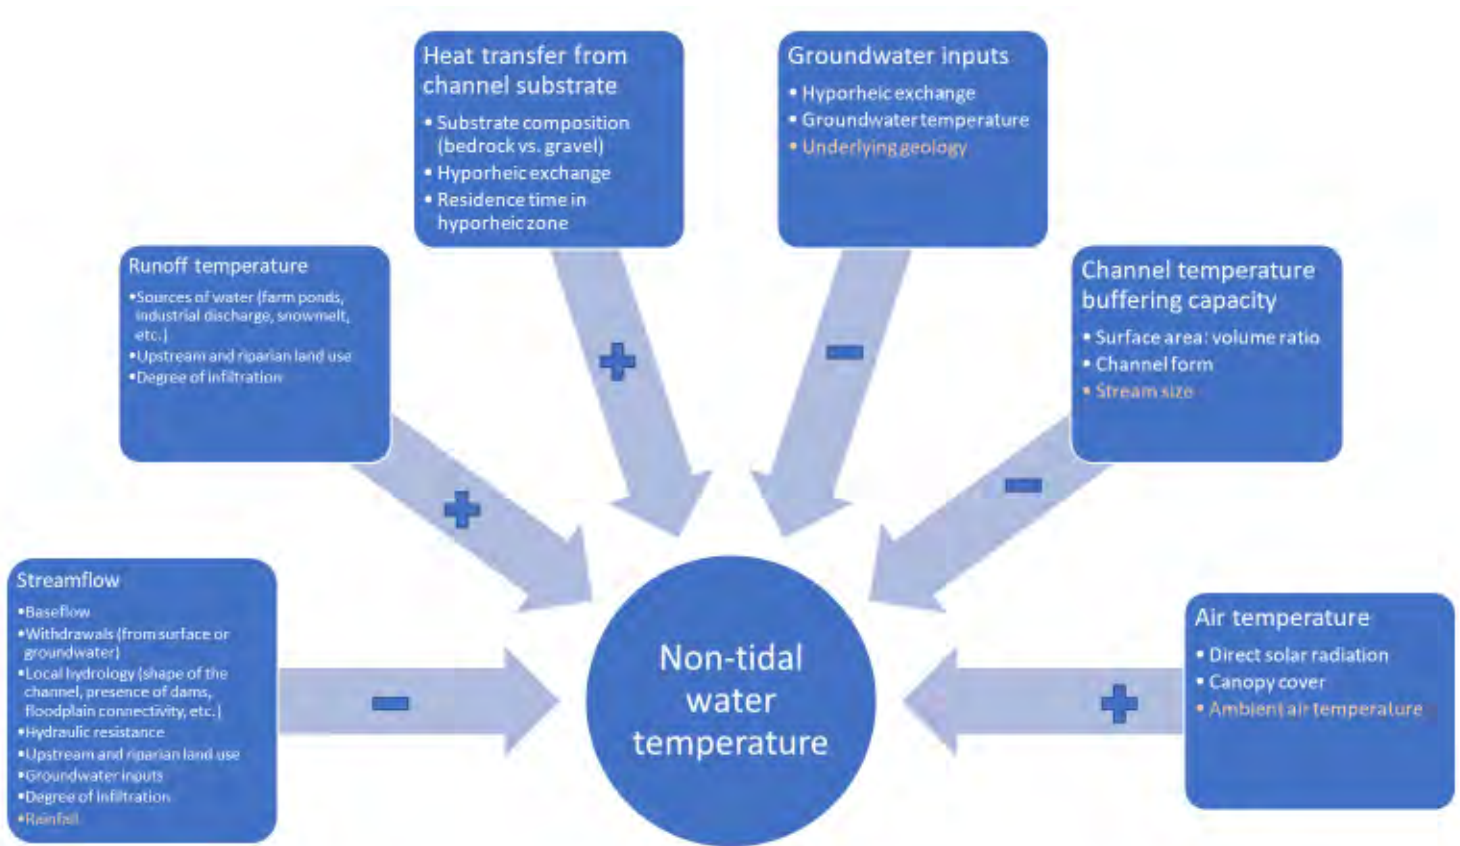 Heat transfer from
channel substrate
• Substrate composition
(bedrock vs. gravel)
• Hyporheic exchange
• Residence time in
hyporheic zone
Groundwater inputs
• Hyporheic exchange
• Groundwater temperature
• Underlying geology
Runoff temperature
•Sources of water (farm ponds,
industrial discharge, snowmelt,
etc.)
•Upstream and riparian land use
•Degree of infiltration
Channel temperature
buffering capacity
• Surface area: volume ratio
• Channel form
• Stream size
Streamflow
•Baseflow
•Withdrawals (from surface or
groundwater)
•Local hydrology (shape of the
channel, presence of dams,
floodplain connectivity, etc.)
•Hydraulic resistance
•Upstream and riparian land use
•Groundwater inputs
•Degree of infiltration
•Rainfall
Air temperature
• Direct solar radiation
• Canopy cover
• Ambient air temperature
Non-tidal
water
temperature